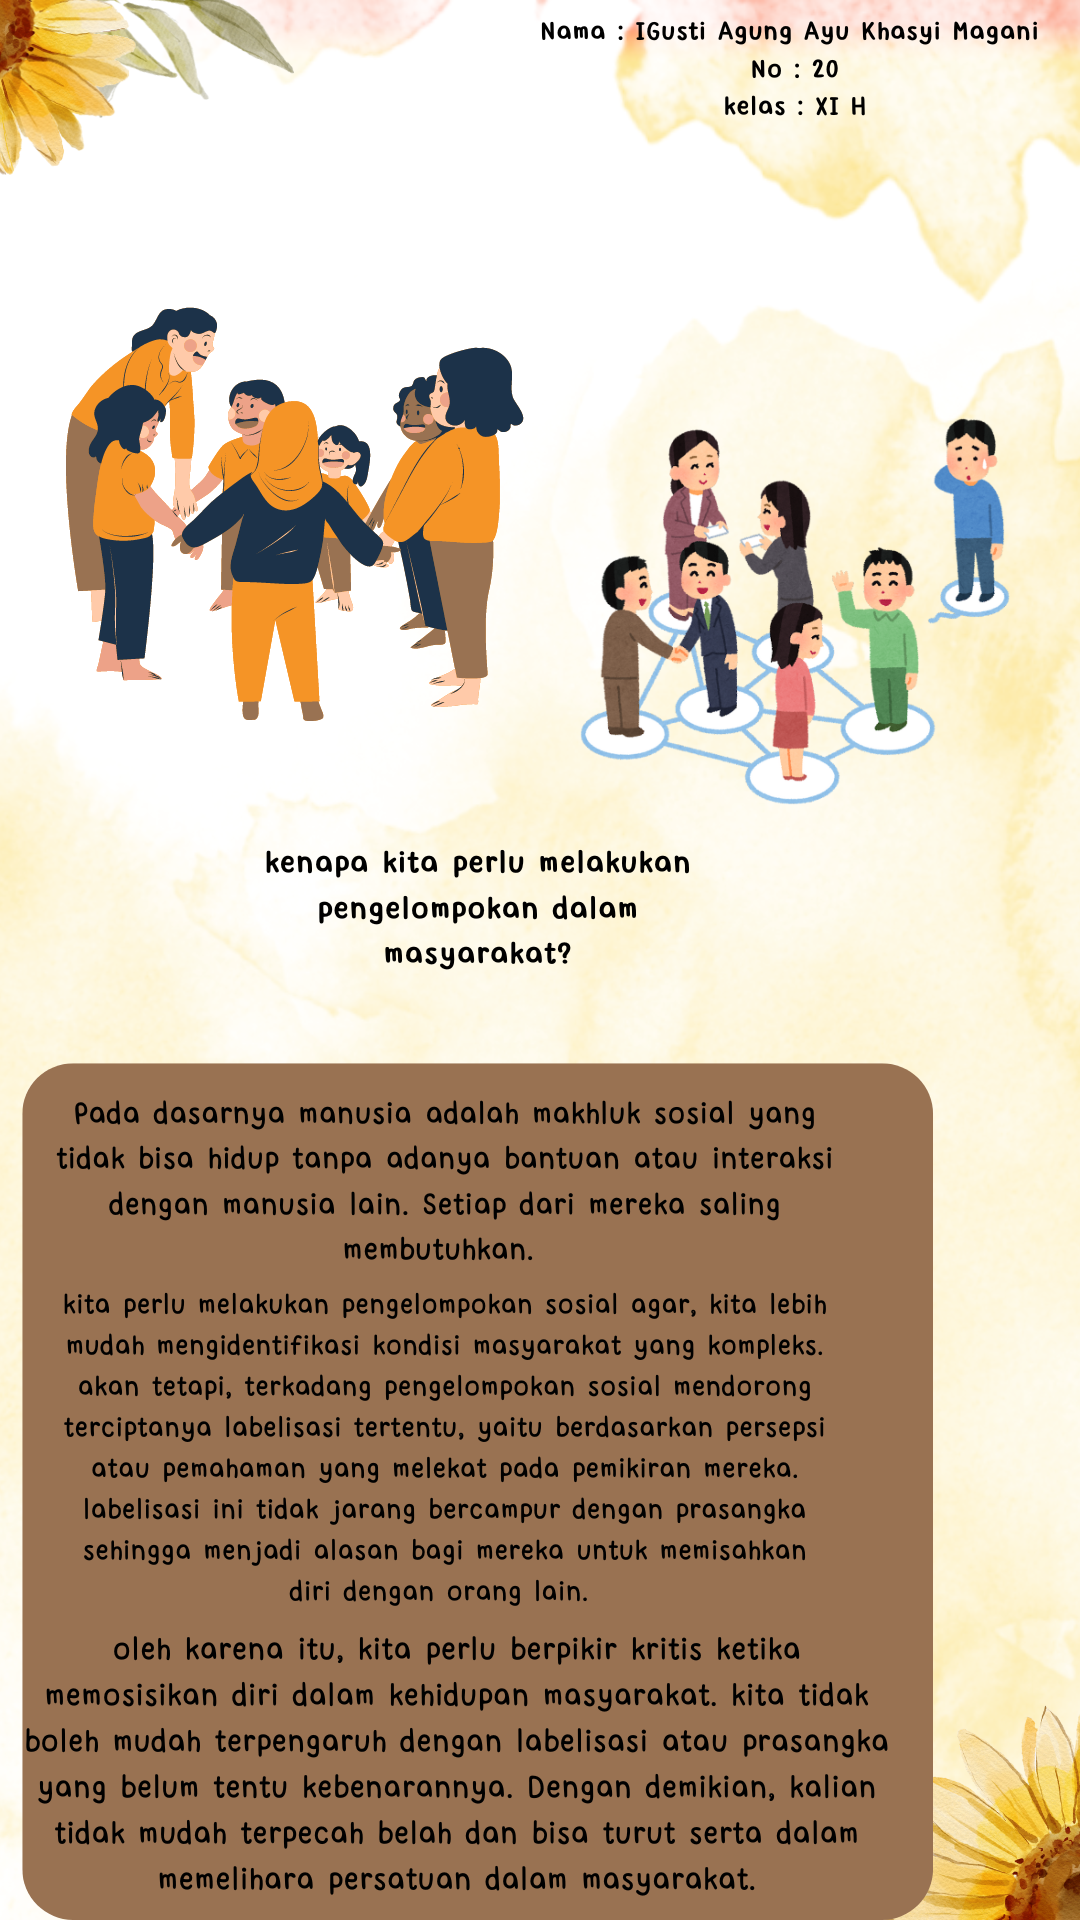 Nama : IGusti Agung Ayu Khasyi Magani
No : 20
kelas : XI H
kenapa kita perlu melakukan
pengelompokan dalam
masyarakat?
Pada dasarnya manusia adalah makhluk sosial yang
tidak bisa hidup tanpa adanya bantuan atau interaksi
dengan manusia lain. Setiap dari mereka saling
membutuhkan.
kita perlu melakukan pengelompokan sosial agar, kita lebih
mudah mengidentifikasi kondisi masyarakat yang kompleks.
akan tetapi, terkadang pengelompokan sosial mendorong
terciptanya labelisasi tertentu, yaitu berdasarkan persepsi
atau pemahaman yang melekat pada pemikiran mereka.
labelisasi ini tidak jarang bercampur dengan prasangka
sehingga menjadi alasan bagi mereka untuk memisahkan
diri dengan orang lain.
oleh karena itu, kita perlu berpikir kritis ketika
memosisikan diri dalam kehidupan masyarakat. kita tidak
boleh mudah terpengaruh dengan labelisasi atau prasangka
yang belum tentu kebenarannya. Dengan demikian, kalian
tidak mudah terpecah belah dan bisa turut serta dalam
memelihara persatuan dalam masyarakat.